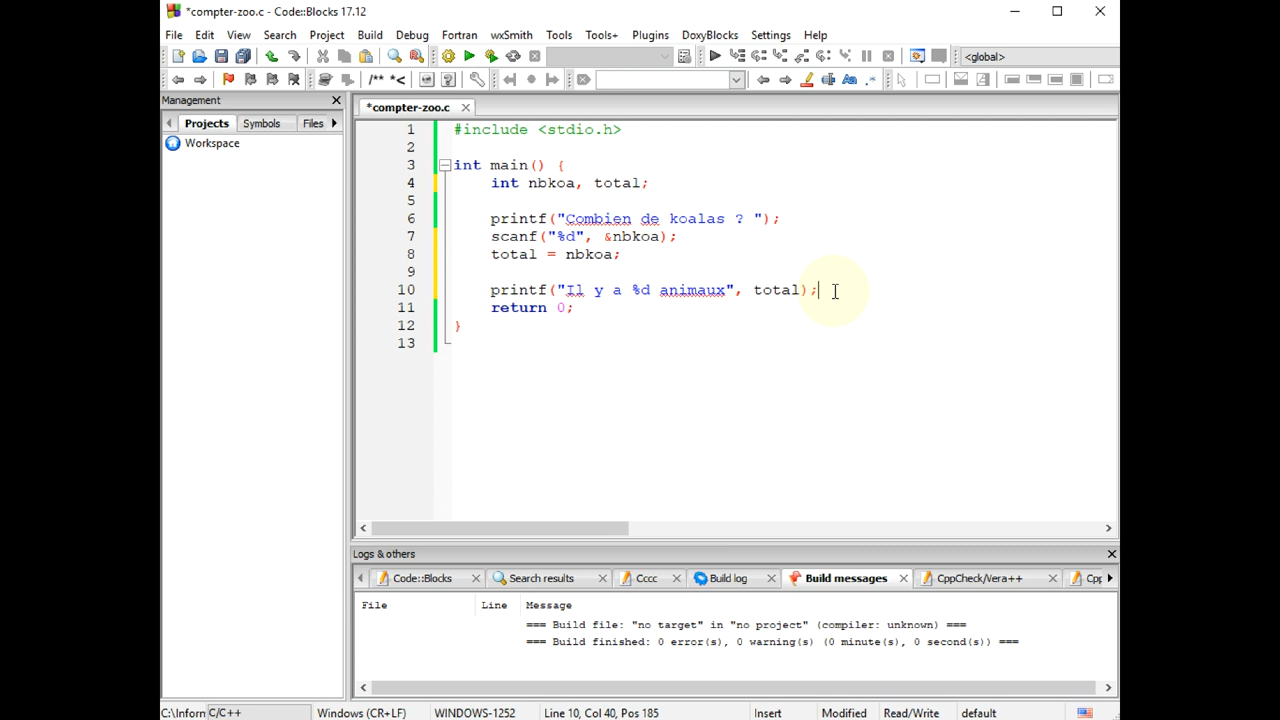 *compter-zoo.c - Code::Blocks 17.12
File Edit View Search Project Build Debug Fortran wxSmith Tools Tools+ Plugins DoxyBlocks Settings Help
<global>
/** *<
Aa .*
Management
Projects Symbols Files
Workspace
*compter-zoo.c
1 #include <stdio.h>
2
3 int main() {
4 int nbkoa, total;
5
6 printf("Combien de koalas ? ");
7 scanf("%d", &nbkoa);
8 total = nbkoa;
9
10 printf("Il y a %d animaux", total);
11 return 0;
12 }
13
Logs & others
Code::Blocks Search results Cccc Build log Build messages CppCheck/Vera++ Cpp
File Line Message
=== Build file: "no target" in "no project" (compiler: unknown) ===
=== Build finished: 0 error(s), 0 warning(s) (0 minute(s), 0 second(s)) ===
C:\Inforn C/C++ Windows (CR+LF) WINDOWS-1252 Line 10, Col 40, Pos 185 Insert Modified Read/Write default